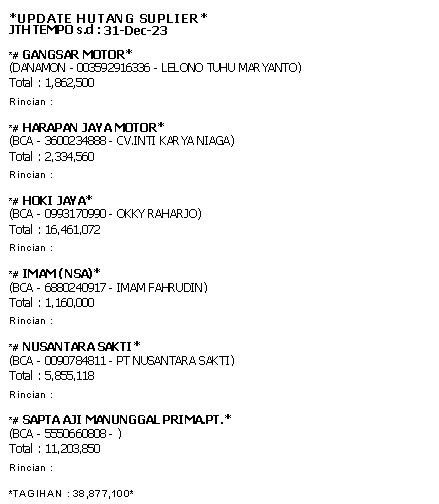 *UPDATE HUTANG SUPLIER*
JTH TEMPO s.d : 31-Dec-23
*# GANGSAR MOTOR*
(DANAMON - 003592916336 - LELONO TUHU MARYANTO)
Total : 1,862,500
Rincian :
*# HARAPAN JAYA MOTOR*
(BCA - 3600234888 - CV.INTI KARYA NIAGA)
Total : 2,334,560
Rincian :
*# HOKI JAYA*
(BCA - 0993170990 - OKKY RAHARJO)
Total : 16,461,072
Rincian :
*# IMAM (NSA)*
(BCA - 6880240917 - IMAM FAHRUDIN)
Total : 1,160,000
Rincian :
*# NUSANTARA SAKTI *
(BCA - 0090784811 - PT NUSANTARA SAKTI)
Total : 5,855,118
Rincian :
*# SAPTA AJI MANUNGGAL PRIMA.PT. *
(BCA - 5550660808 - )
Total : 11,203,850
Rincian :
*TAGIHAN : 38,877,100*